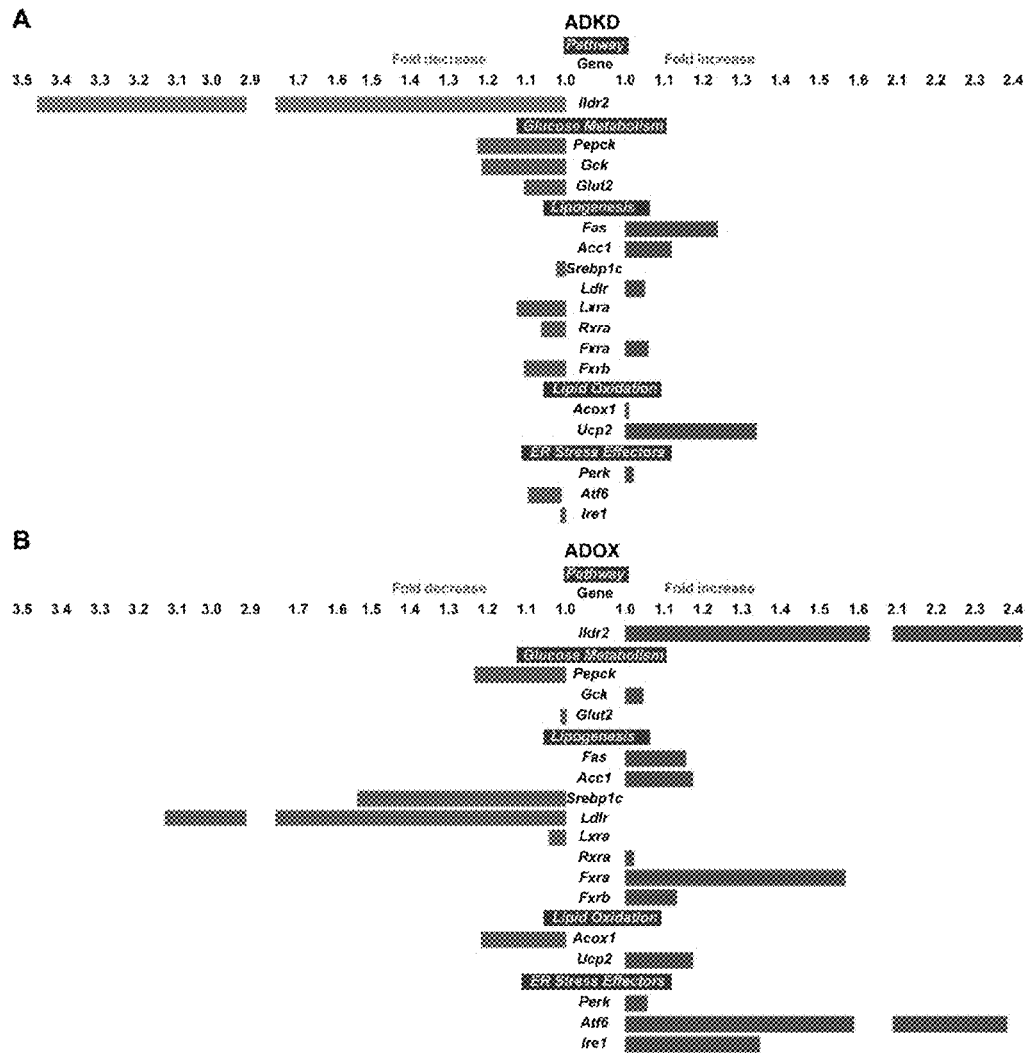 A
ADKD
Pathway
Gene
Fold decrease
Fold increase
3.5 3.4 3.3 3.2 3.1 3.0 2.9 1.7 1.6 1.5 1.4 1.3 1.2 1.1 1.0 1.0 1.1 1.2 1.3 1.4 1.5 1.6 2.1 2.2 2.3 2.4
Ildr2
Glucose Metabolism
Pepck
Gck
Glut2
Lipogenesis
Fas
Acc1
Srebp1c
Ldlr
Lxra
Rxra
Fxra
Fxrb
Lipid Oxidation
Acox1
Ucp2
ER Stress Effectors
Perk
Atf6
Ire1
B
ADOX
Pathway
Gene
Fold decrease
Fold increase
3.5 3.4 3.3 3.2 3.1 3.0 2.9 1.7 1.6 1.5 1.4 1.3 1.2 1.1 1.0 1.0 1.1 1.2 1.3 1.4 1.5 1.6 2.1 2.2 2.3 2.4
Ildr2
Glucose Metabolism
Pepck
Gck
Glut2
Lipogenesis
Fas
Acc1
Srebp1c
Ldlr
Lxra
Rxra
Fxra
Fxrb
Lipid Oxidation
Acox1
Ucp2
ER Stress Effectors
Perk
Atf6
Ire1